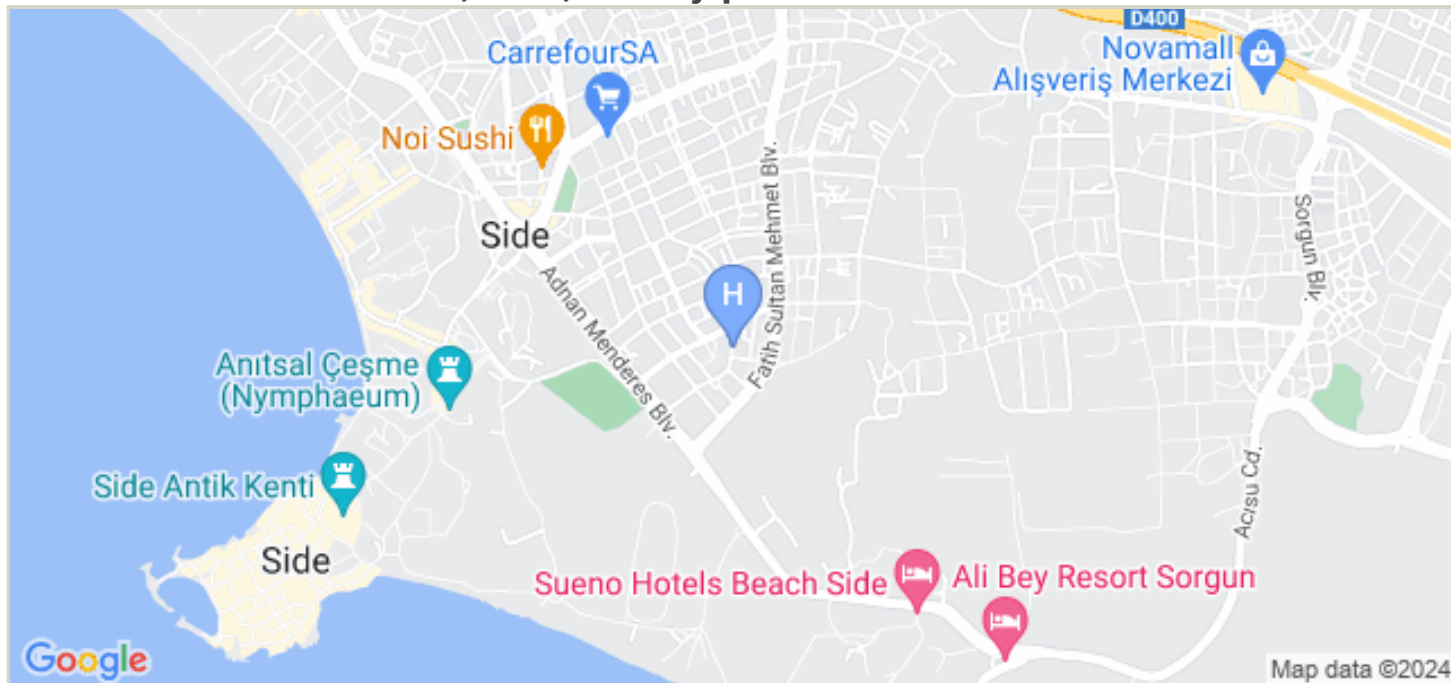 D400
CarrefourSA
Novamall
Alışveriş Merkezi
Noi Sushi
Side
Adnan Menderes Blv.
Fatih Sultan Mehmet Blv.
Sorgun Blv.
H
Anıtsal Çeşme
(Nymphaeum)
Side Antik Kenti
Side
Acısu Cd.
Sueno Hotels Beach Side
Ali Bey Resort Sorgun
Google
Map data ©2024